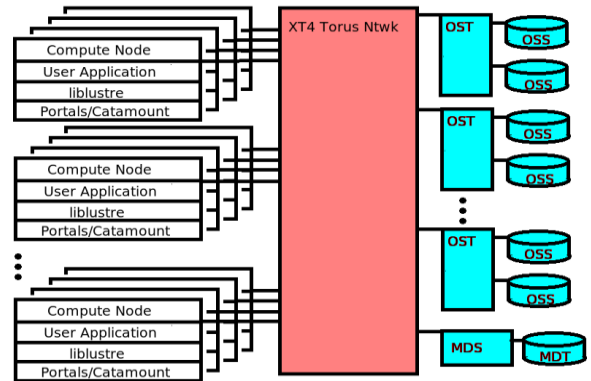 Compute Node
User Application
liblustre
Portals/Catamount
Compute Node
User Application
liblustre
Portals/Catamount
Compute Node
User Application
liblustre
Portals/Catamount
XT4 Torus Ntwk
OST
OSS
OSS
OST
OSS
OSS
OST
OSS
OSS
MDS
MDT